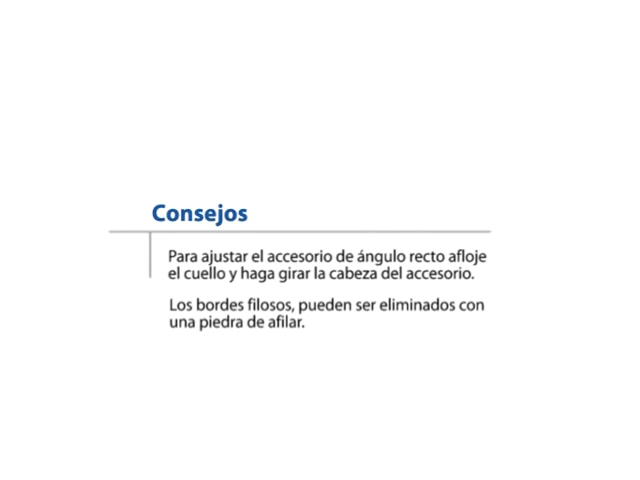 Consejos
Para ajustar el accesorio de ángulo recto afloje
el cuello y haga girar la cabeza del accesorio.
Los bordes filosos, pueden ser eliminados con
una piedra de afilar.